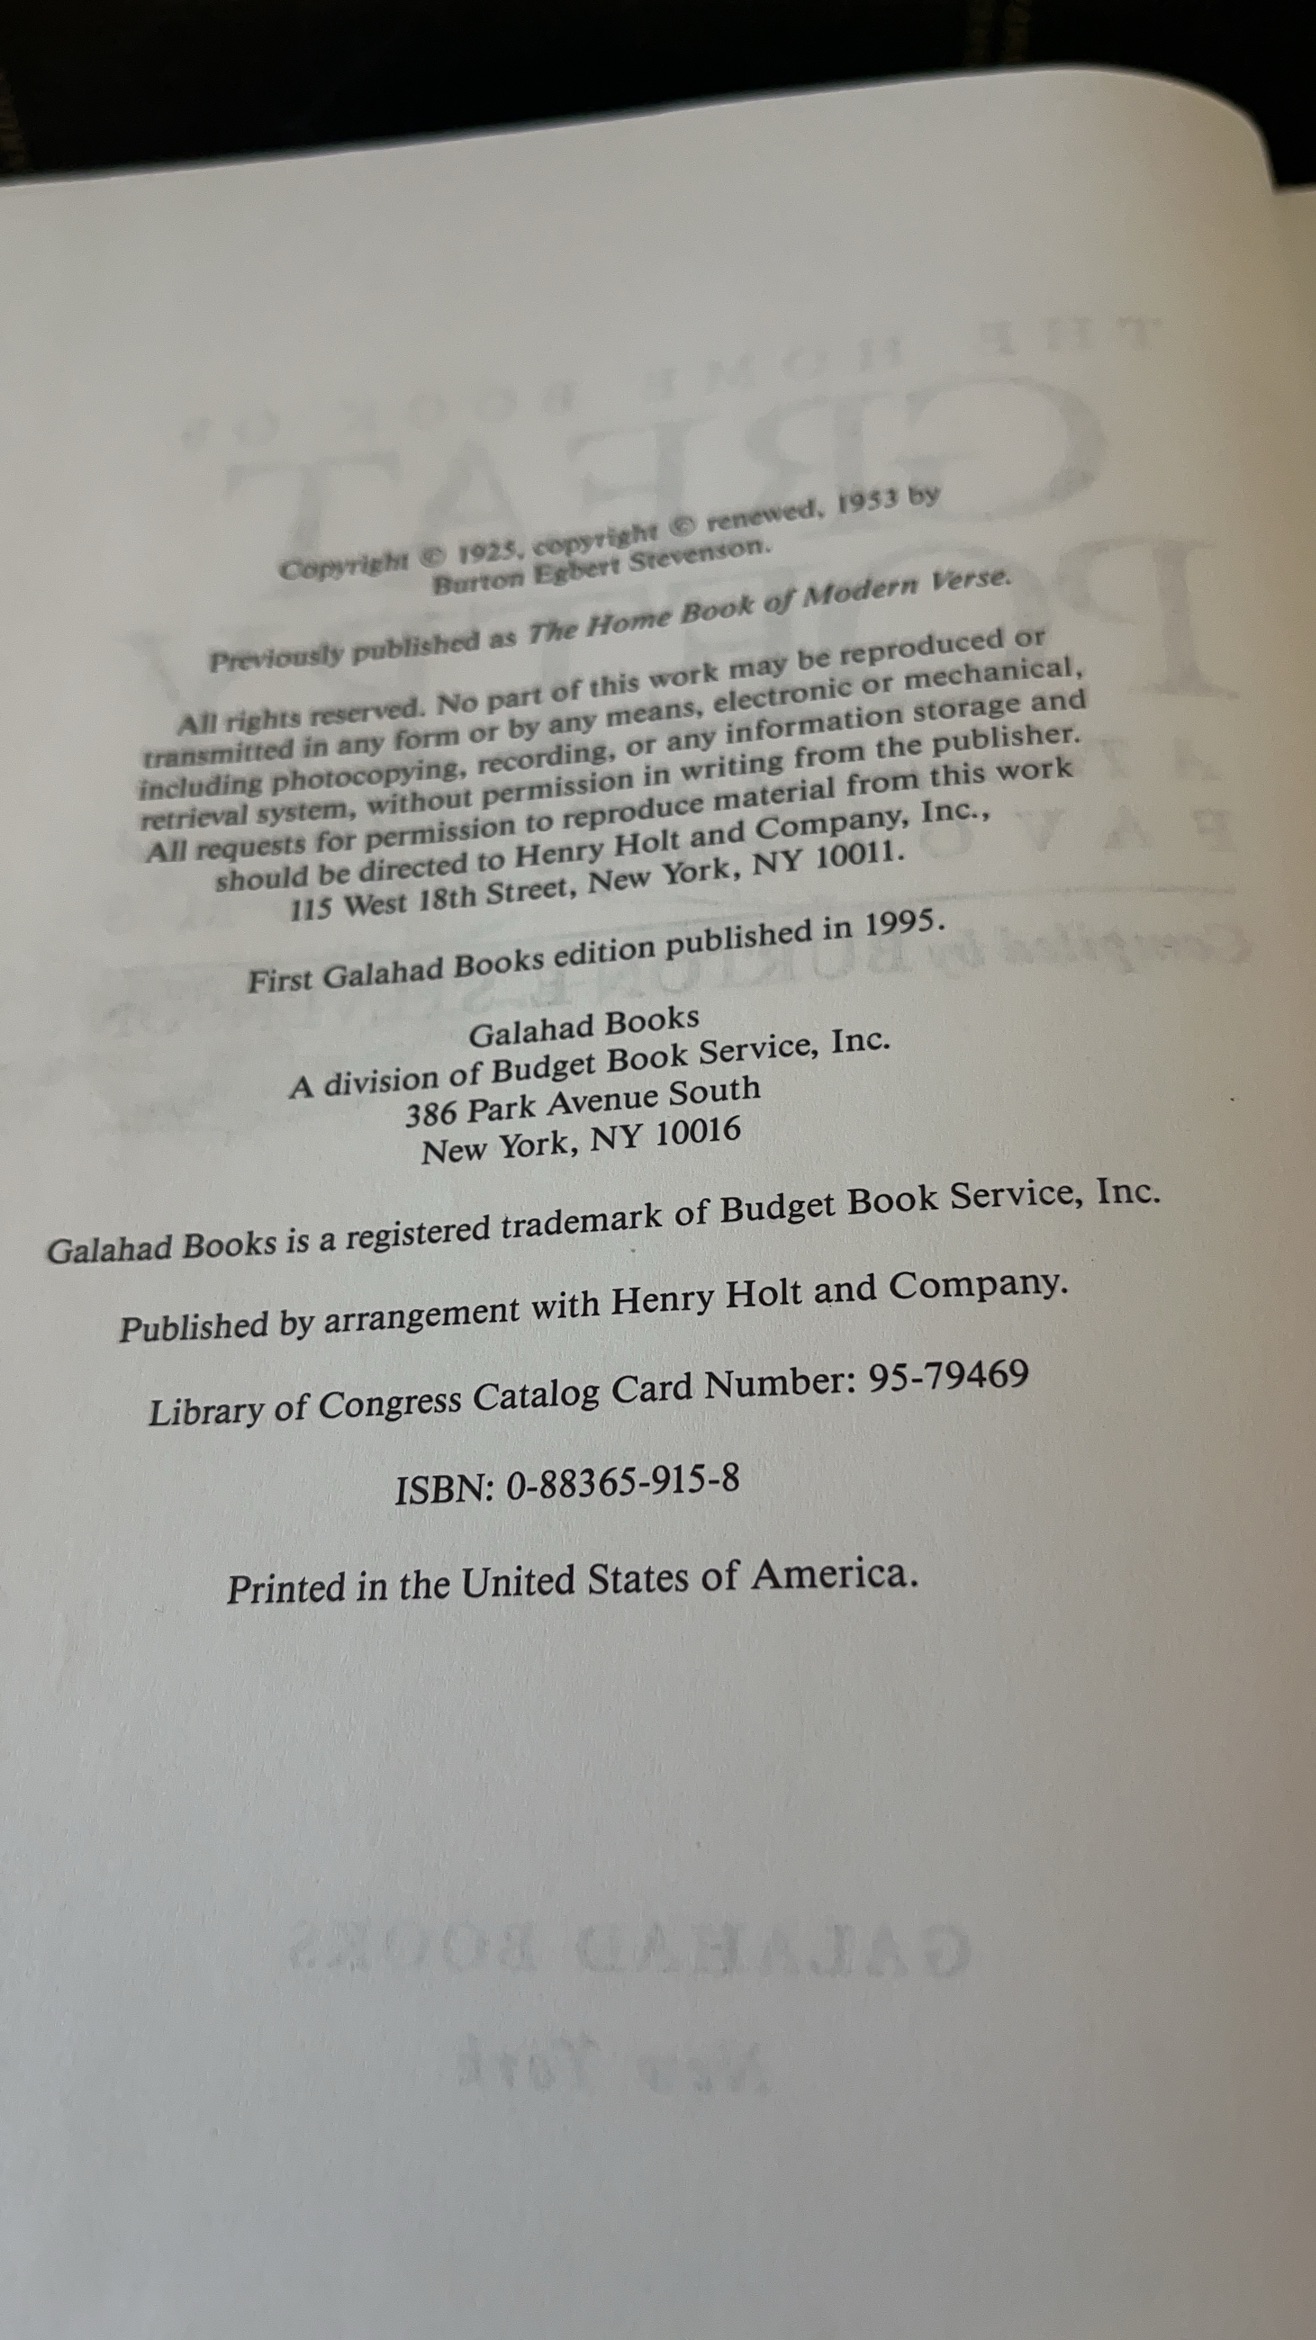 Copyright © 1925, copyright © renewed, 1953 by
Burton Egbert Stevenson.
Previously published as The Home Book of Modern Verse.
All rights reserved. No part of this work may be reproduced or
transmitted in any form or by any means, electronic or mechanical,
including photocopying, recording, or any information storage and
retrieval system, without permission in writing from the publisher.
All requests for permission to reproduce material from this work
should be directed to Henry Holt and Company, Inc.,
115 West 18th Street, New York, NY 10011.
First Galahad Books edition published in 1995.
Galahad Books
A division of Budget Book Service, Inc.
386 Park Avenue South
New York, NY 10016
Galahad Books is a registered trademark of Budget Book Service, Inc.
Published by arrangement with Henry Holt and Company.
Library of Congress Catalog Card Number: 95-79469
ISBN: 0-88365-915-8
Printed in the United States of America.
GALAHAD BOOKS
New York